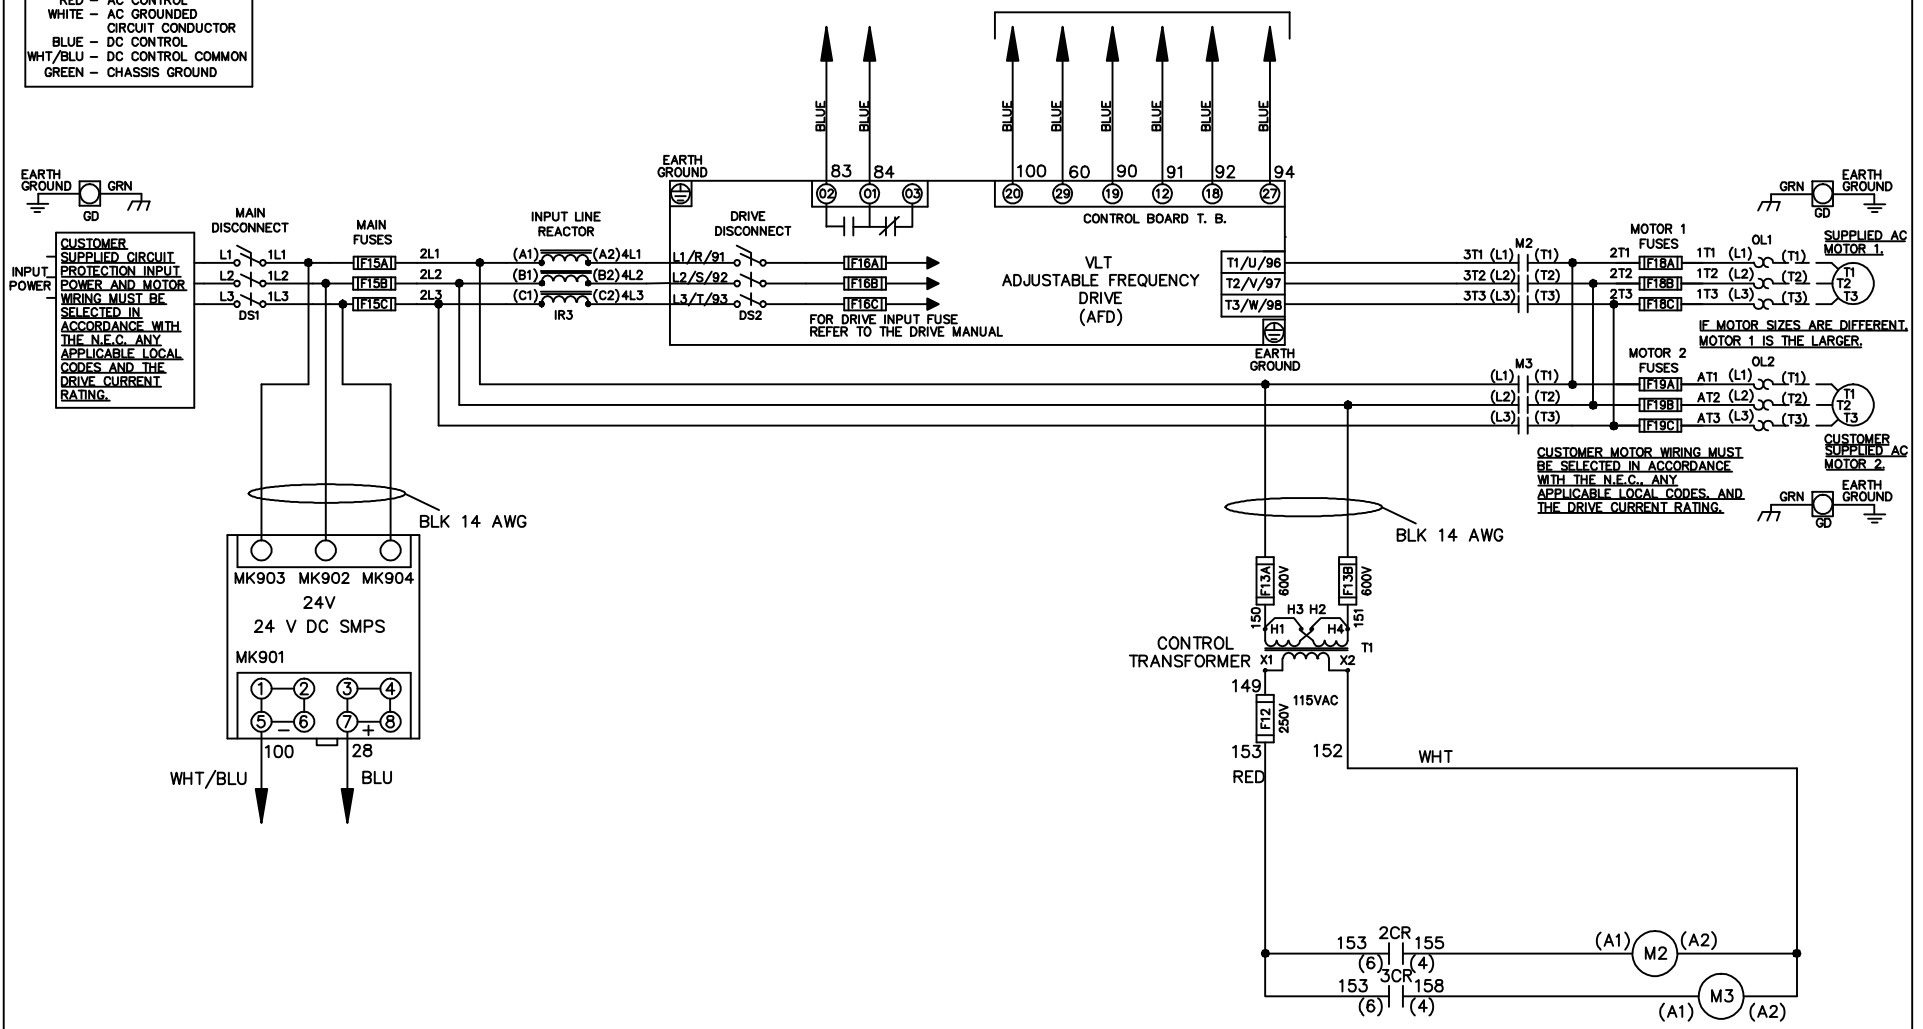 RED - AC CONTROL
WHITE - AC GROUNDED
CIRCUIT CONDUCTOR
BLUE - DC CONTROL
WHT/BLU - DC CONTROL COMMON
GREEN - CHASSIS GROUND
BLUE
BLUE
BLUE
BLUE
BLUE
BLUE
BLUE
BLUE
EARTH
GROUND
GRN
GD
INPUT
POWER
CUSTOMER
SUPPLIED CIRCUIT
PROTECTION INPUT
POWER AND MOTOR
WIRING MUST BE
SELECTED IN
ACCORDANCE WITH
THE N.E.C. ANY
APPLICABLE LOCAL
CODES AND THE
DRIVE CURRENT
RATING.
MAIN
DISCONNECT
L1 1L1
L2 1L2
L3 1L3
DS1
MAIN
FUSES
F15A
F15B
F15C
2L1
2L2
2L3
INPUT LINE
REACTOR
(A1) (A2) 4L1
(B1) (B2) 4L2
(C1) (C2) 4L3
IR3
EARTH
GROUND
L1/R/91
L2/S/92
L3/T/93
DRIVE
DISCONNECT
DS2
F16A
F16B
F16C
FOR DRIVE INPUT FUSE
REFER TO THE DRIVE MANUAL
83 84
02 01 03
100 60 90 91 92 94
20 29 19 12 18 27
CONTROL BOARD T. B.
VLT
ADJUSTABLE FREQUENCY
DRIVE
(AFD)
T1/U/96
T2/V/97
T3/W/98
EARTH
GROUND
M2
3T1 (L1) (T1)
3T2 (L2) (T2)
3T3 (L3) (T3)
MOTOR 1
FUSES
2T1 F18A 1T1
2T2 F18B 1T2
2T3 F18C 1T3
OL1
(L1) (T1)
(L2) (T2)
(L3) (T3)
EARTH
GROUND
GRN
GD
SUPPLIED AC
MOTOR 1.
T1
T2
T3
IF MOTOR SIZES ARE DIFFERENT.
MOTOR 1 IS THE LARGER.
M3
(L1) (T1)
(L2) (T2)
(L3) (T3)
MOTOR 2
FUSES
F19A AT1
F19B AT2
F19C AT3
OL2
(L1) (T1)
(L2) (T2)
(L3) (T3)
T1
T2
T3
CUSTOMER
SUPPLIED AC
MOTOR 2.
CUSTOMER MOTOR WIRING MUST
BE SELECTED IN ACCORDANCE
WITH THE N.E.C., ANY
APPLICABLE LOCAL CODES, AND
THE DRIVE CURRENT RATING.
EARTH
GROUND
GRN
GD
BLK 14 AWG
MK903 MK902 MK904
24V
24 V DC SMPS
MK901
1 2 3 4
5 6 7 8
- +
100 28
WHT/BLU BLU
BLK 14 AWG
F13A 600V
F13B 600V
150 151
H3 H2
H1 H4
T1
CONTROL
TRANSFORMER
X1 X2
149
115VAC
F12 250V
153 152
RED
WHT
2CR
153 155
(6) (4)
(A1) M2 (A2)
3CR
153 158
(6) (4)
(A1) M3 (A2)